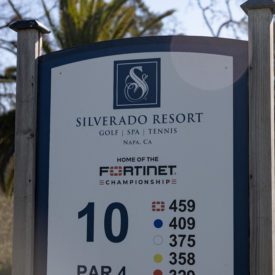 S
SILVERADO RESORT
GOLF | SPA | TENNIS
NAPA, CA
HOME OF THE
FORTINET
CHAMPIONSHIP
10
459
409
375
358
PAR 4